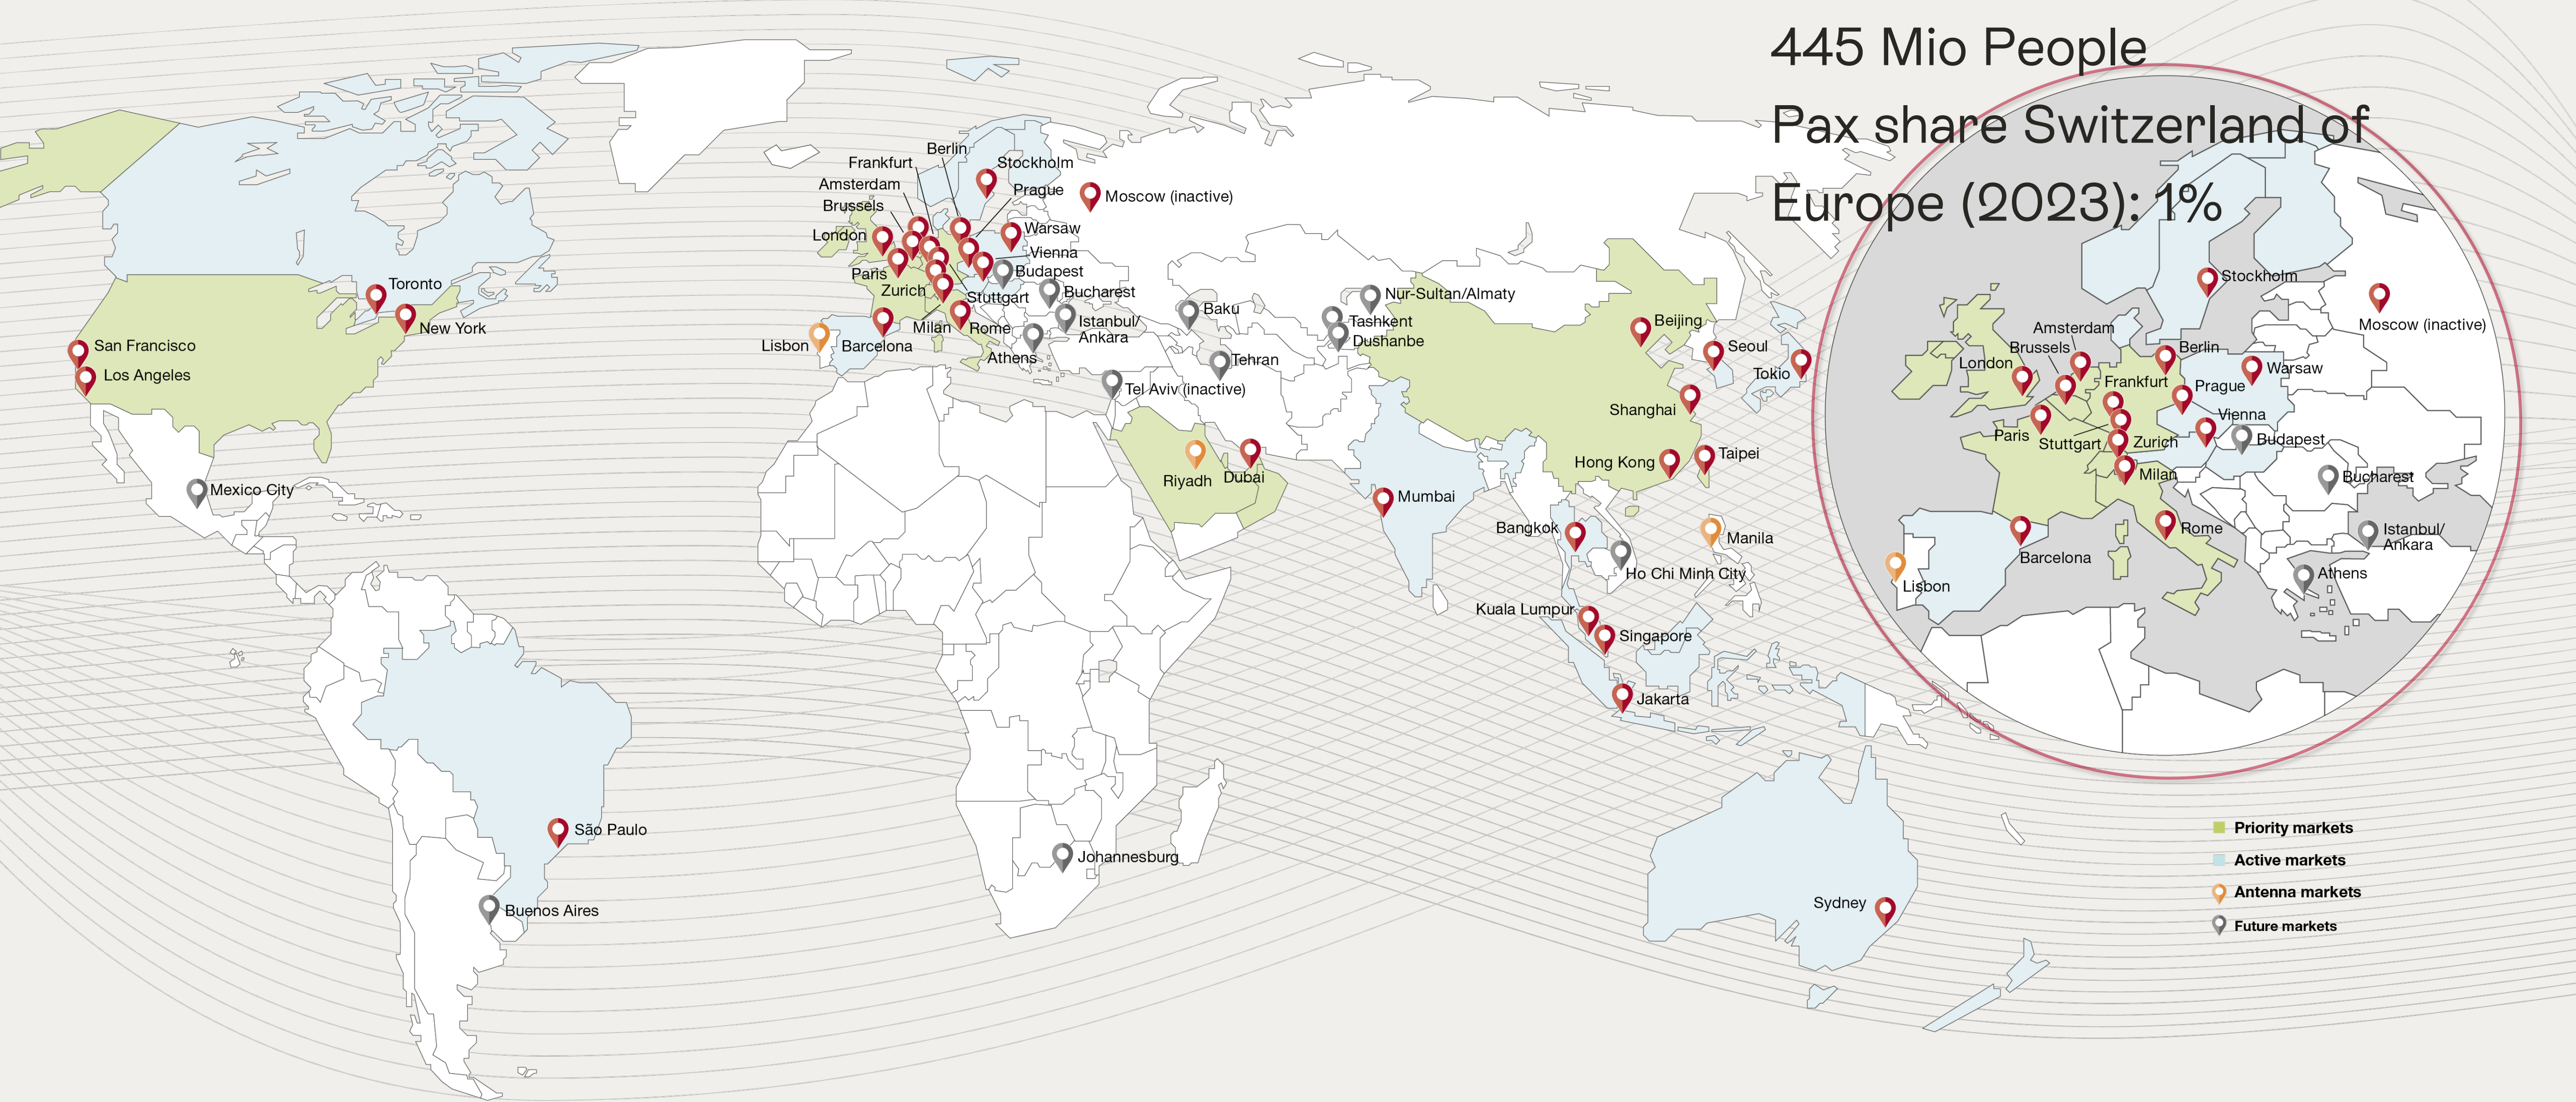 445 Mio People
Pax share Switzerland of
Europe (2023): 1%
Berlin
Frankfurt
Stockholm
Amsterdam
Prague
Moscow (inactive)
Brussels
London
Warsaw
Vienna
Paris
Budapest
Zurich
Stuttgart
Bucharest
Milan
Rome
Istanbul/
Ankara
Lisbon
Barcelona
Athens
Toronto
New York
San Francisco
Los Angeles
Mexico City
São Paulo
Buenos Aires
Johannesburg
Baku
Tehran
Tel Aviv (inactive)
Riyadh
Dubai
Nur-Sultan/Almaty
Tashkent
Dushanbe
Beijing
Seoul
Tokio
Shanghai
Hong Kong
Taipei
Mumbai
Bangkok
Manila
Ho Chi Minh City
Kuala Lumpur
Singapore
Jakarta
Sydney
Stockholm
Moscow (inactive)
Amsterdam
Brussels
Berlin
London
Warsaw
Frankfurt
Prague
Vienna
Paris
Stuttgart
Zurich
Budapest
Milan
Bucharest
Rome
Istanbul/
Ankara
Barcelona
Athens
Lisbon
Priority markets
Active markets
Antenna markets
Future markets